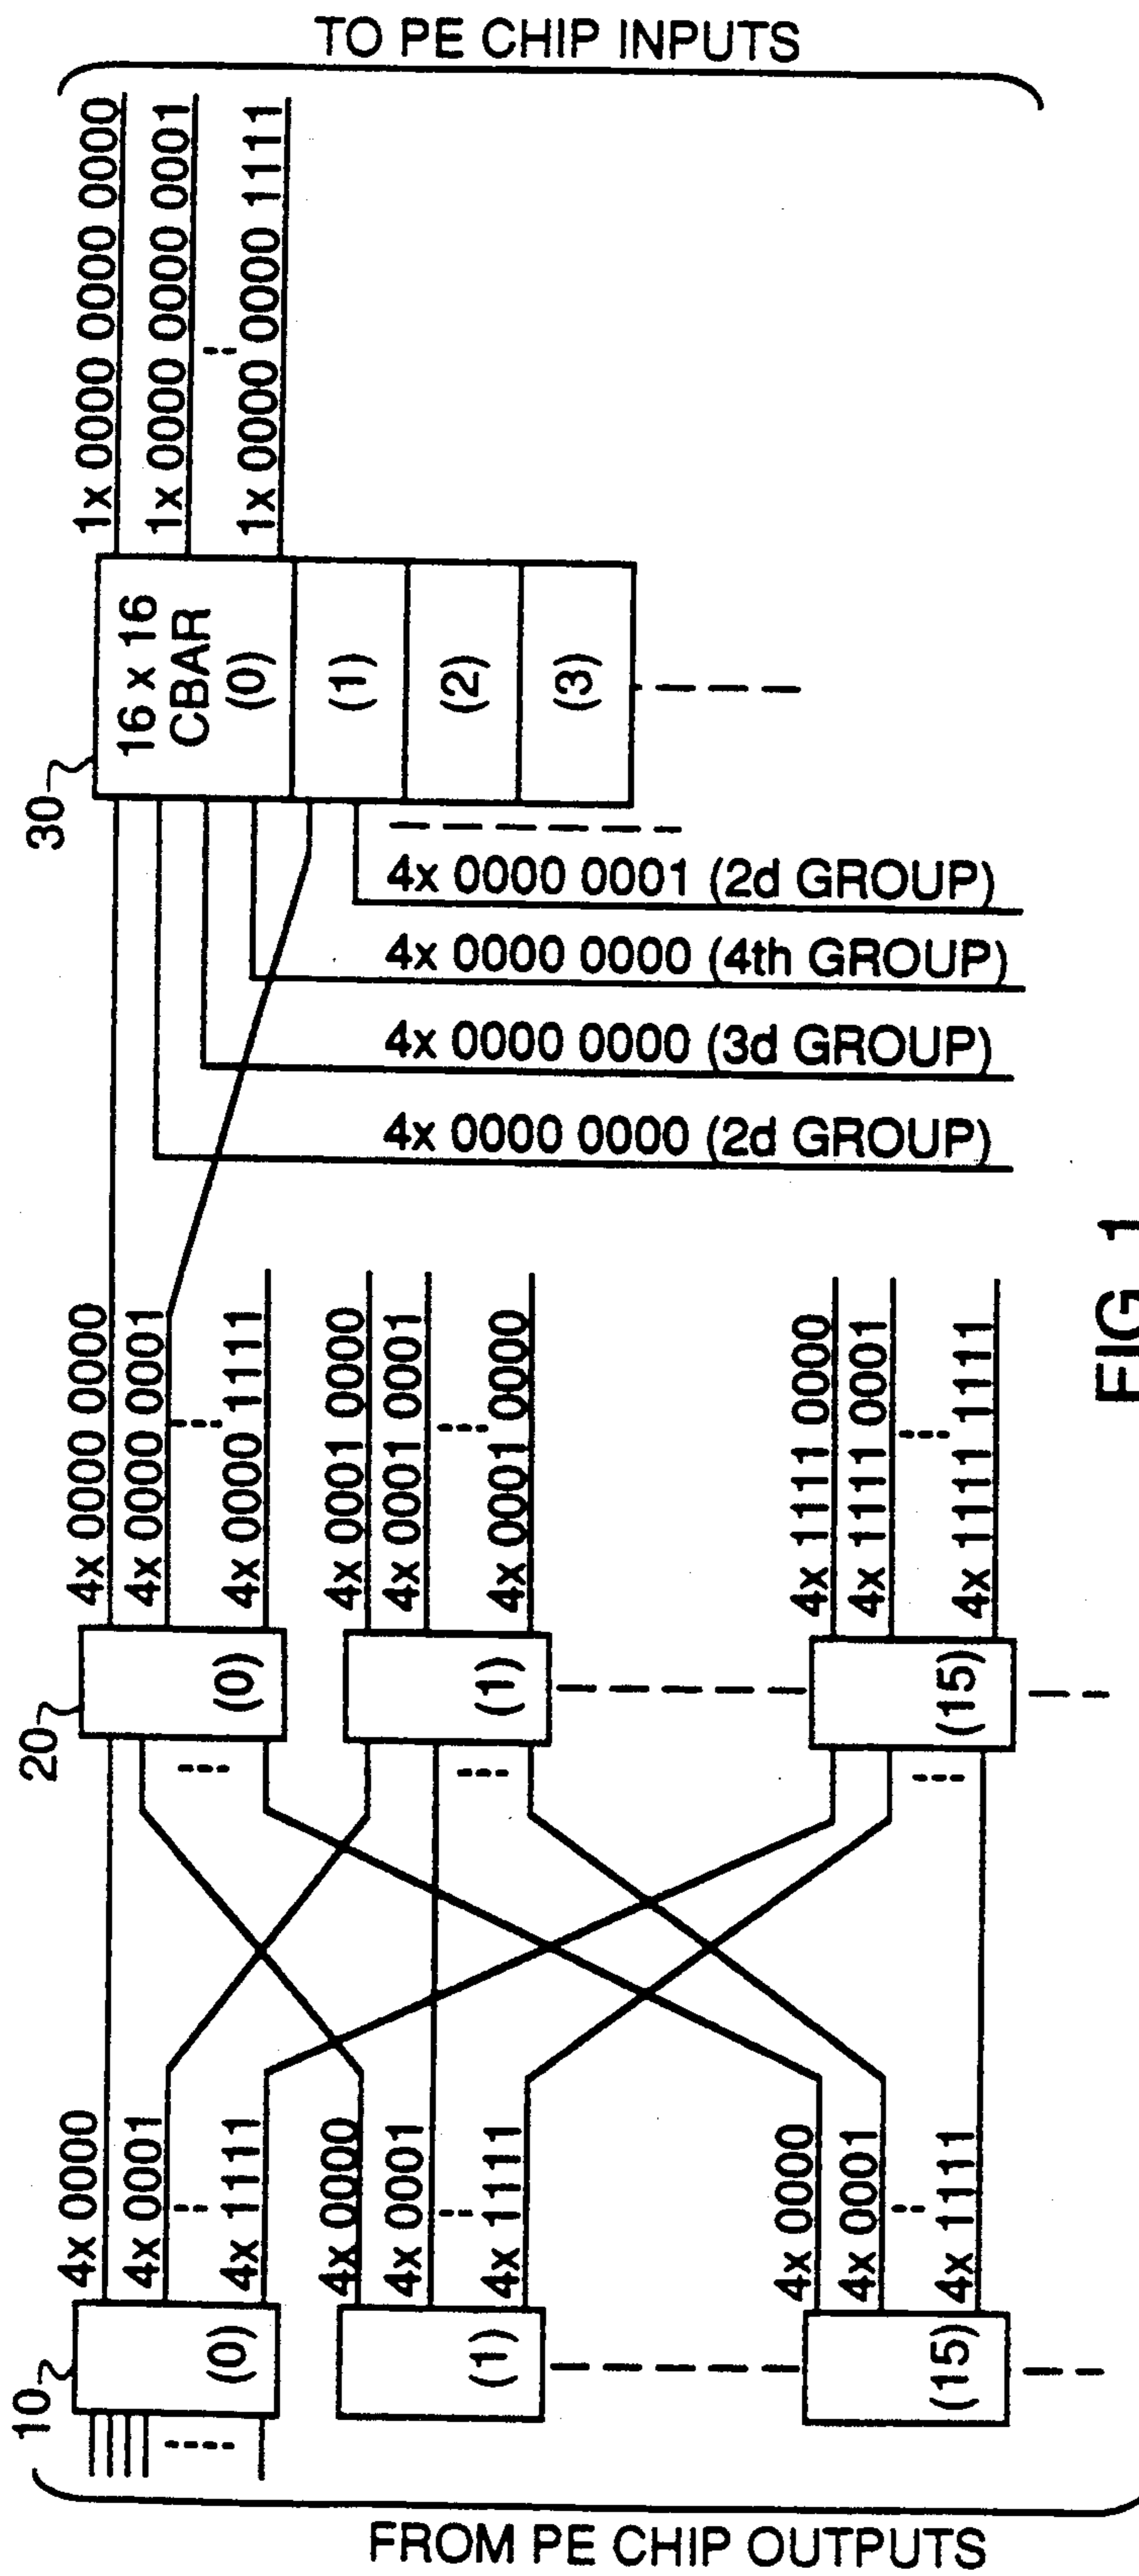 FROM PE CHIP OUTPUTS
10
(0)
4x 0000
4x 0001
4x 1111
(1)
4x 0000
4x 0001
4x 1111
(15)
4x 0000
4x 0001
4x 1111
20
(0)
4x 0000 0000
4x 0000 0001
4x 0000 1111
(1)
4x 0001 0000
4x 0001 0001
4x 0001 0000
(15)
4x 1111 0000
4x 1111 0001
4x 1111 1111
4x 0000 0000 (2d GROUP)
4x 0000 0000 (3d GROUP)
4x 0000 0000 (4th GROUP)
4x 0000 0001 (2d GROUP)
30
16 x 16
CBAR
(0)
(1)
(2)
(3)
1x 0000 0000 0000
1x 0000 0000 0001
1x 0000 0000 1111
TO PE CHIP INPUTS
FIG 1